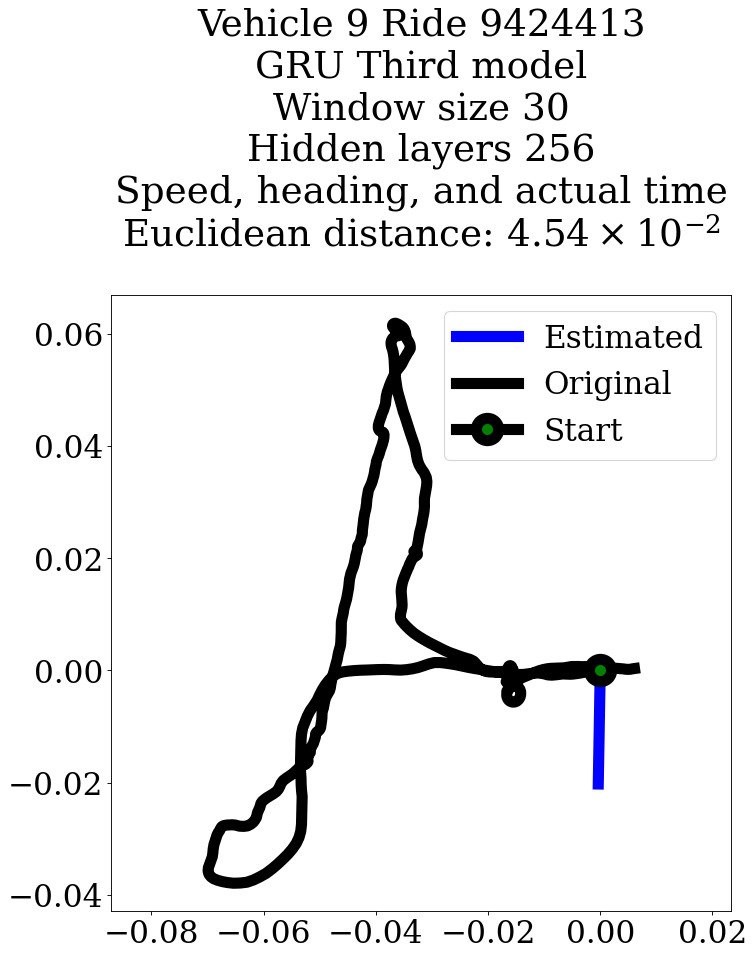 Vehicle 9 Ride 9424413
GRU Third model
Window size 30
Hidden layers 256
Speed, heading, and actual time
Euclidean distance: 4.54 × 10⁻²
Estimated
Original
Start
0.06
0.04
0.02
0.00
−0.02
−0.04
−0.08 −0.06 −0.04 −0.02 0.00 0.02